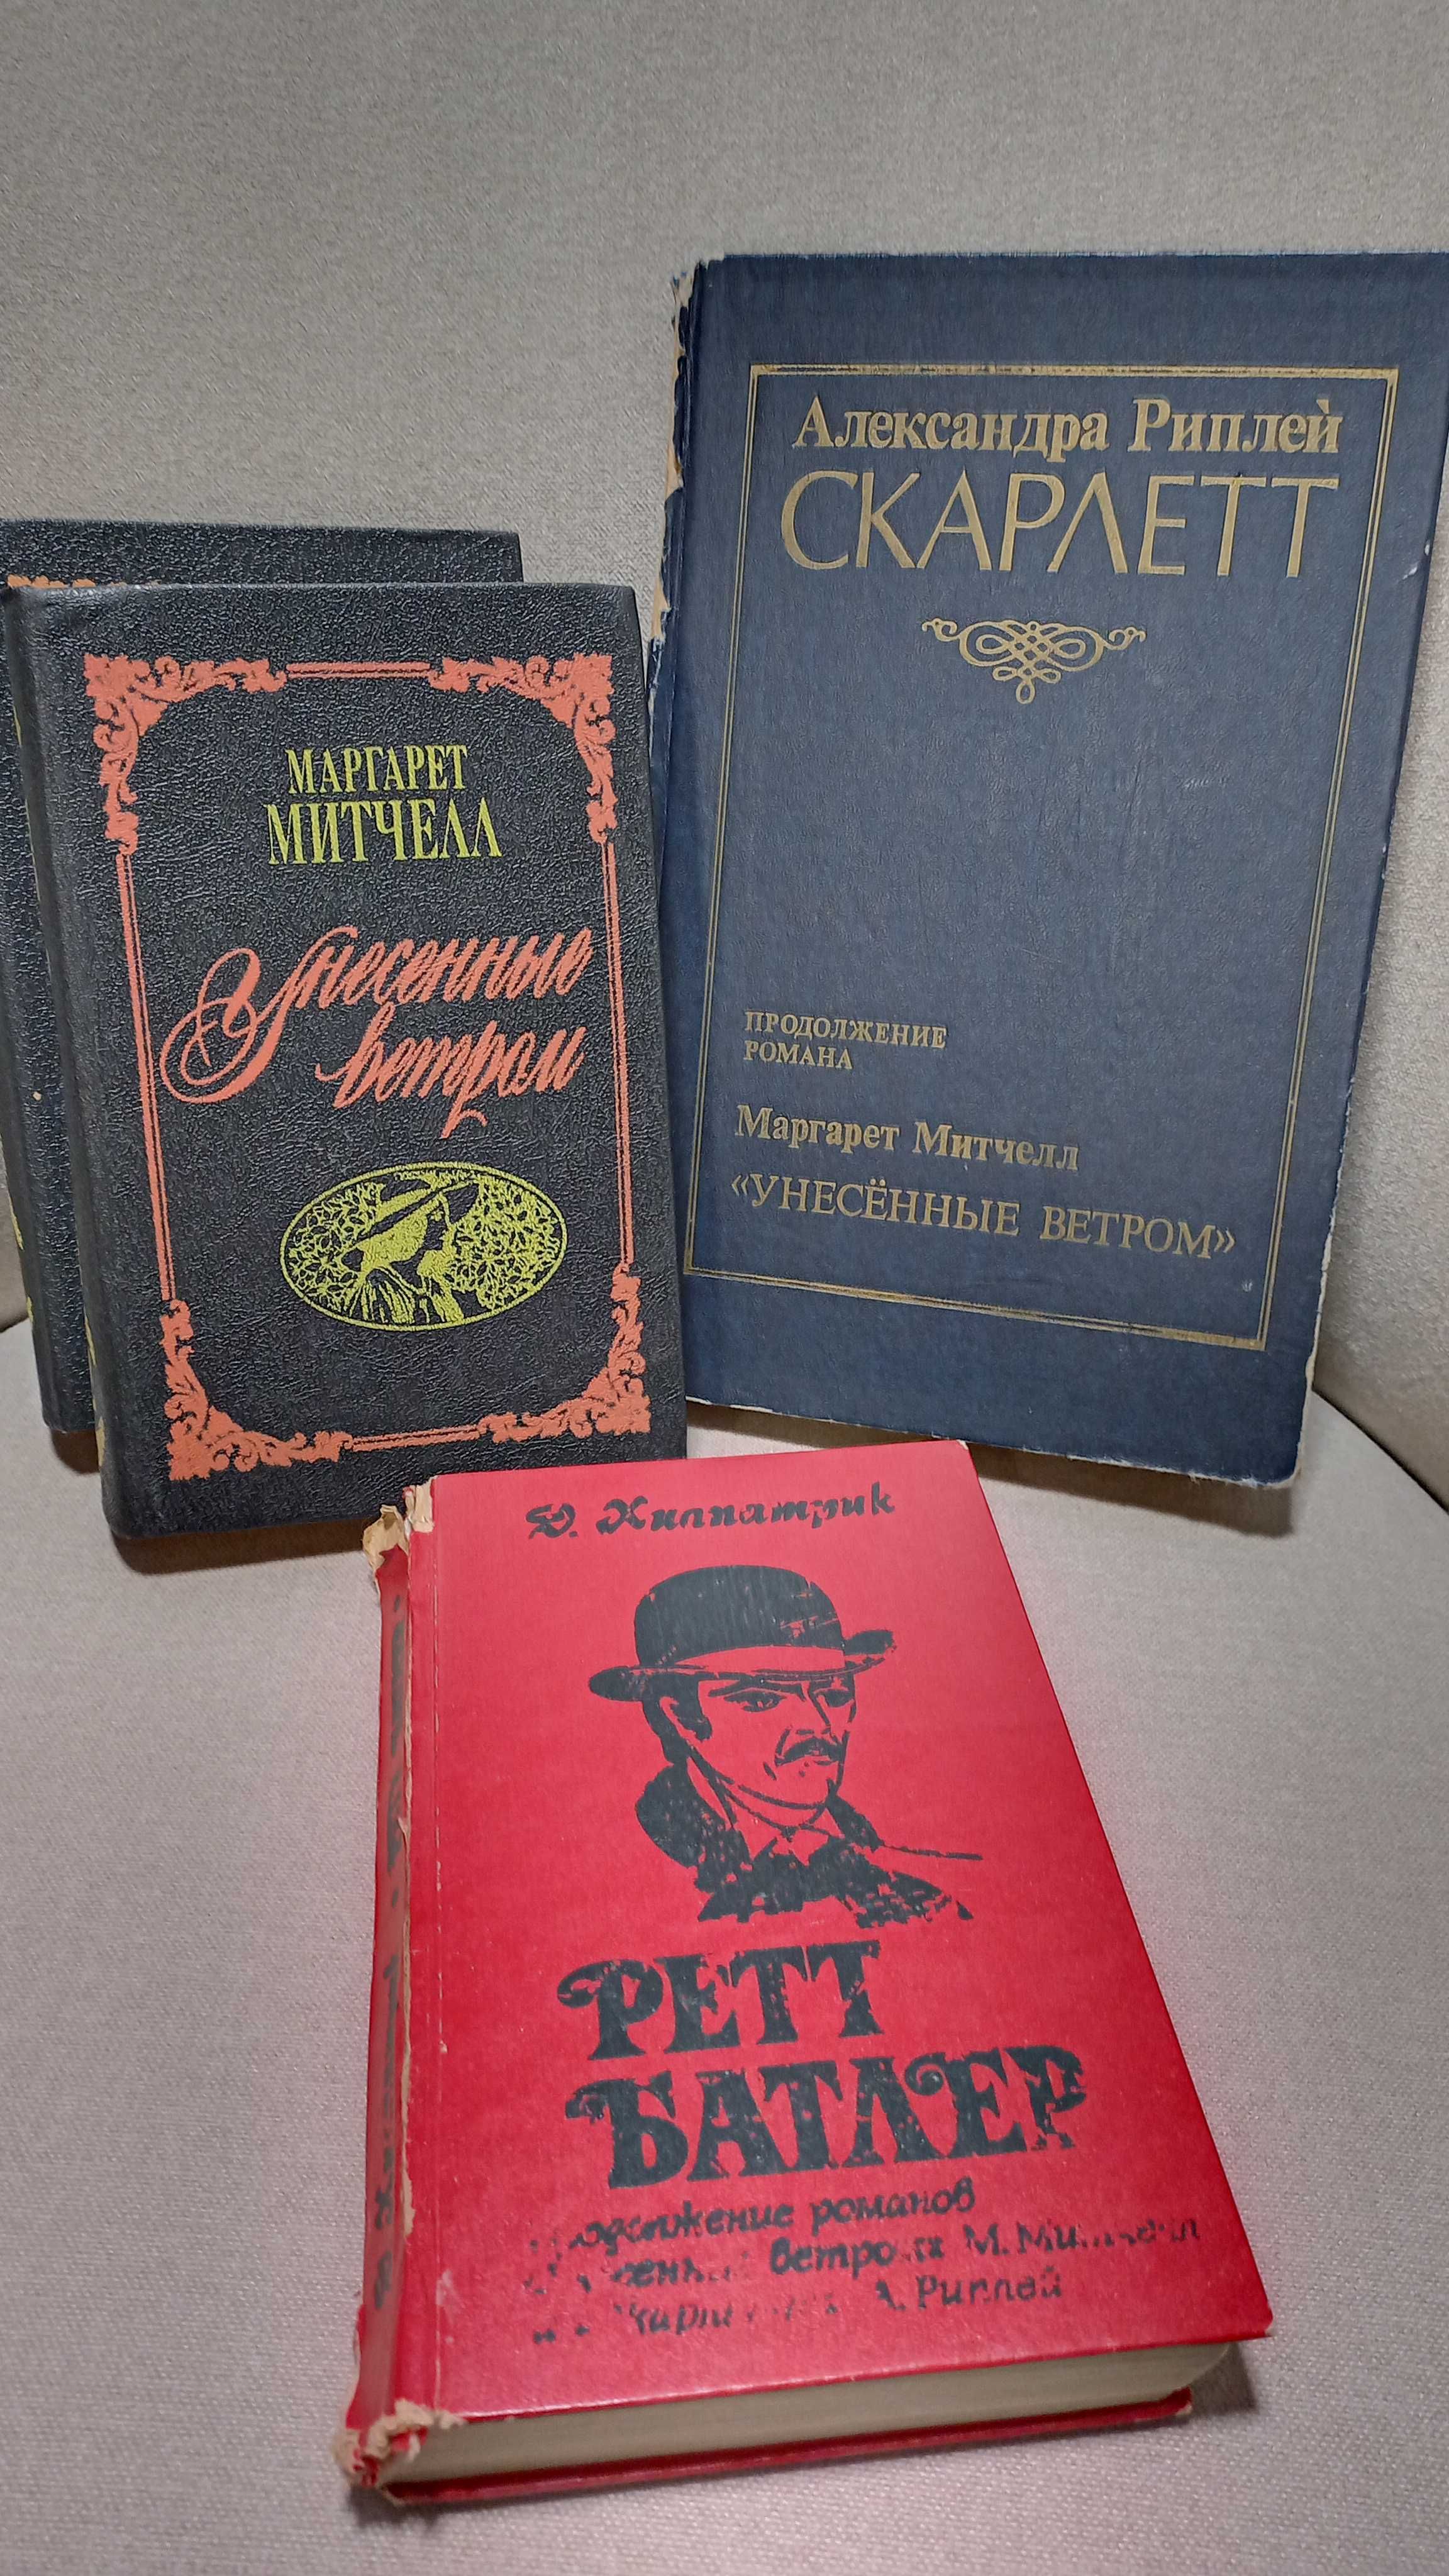 Александра Риплей
СКАРЛЕТТ
ПРОДОЛЖЕНИЕ
РОМАНА
Маргарет Митчелл
«УНЕСЁННЫЕ ВЕТРОМ»
МАРГАРЕТ
МИТЧЕЛЛ
Унесенные
ветром
Д. Хилпатрик
РЕТТ
БАТЛЕР
романов
М.
А. Риплей